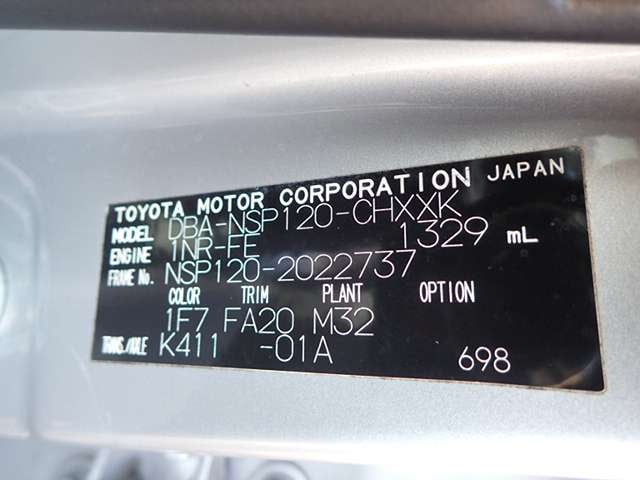 TOYOTA MOTOR CORPORATION JAPAN
MODEL DBA-NSP120-CHXXK
ENGINE 1NR-FE 1329 mL
FRAME No. NSP120-2022737
COLOR TRIM PLANT OPTION
1F7 FA20 M32
TRANS./AXLE K411 -01A
698